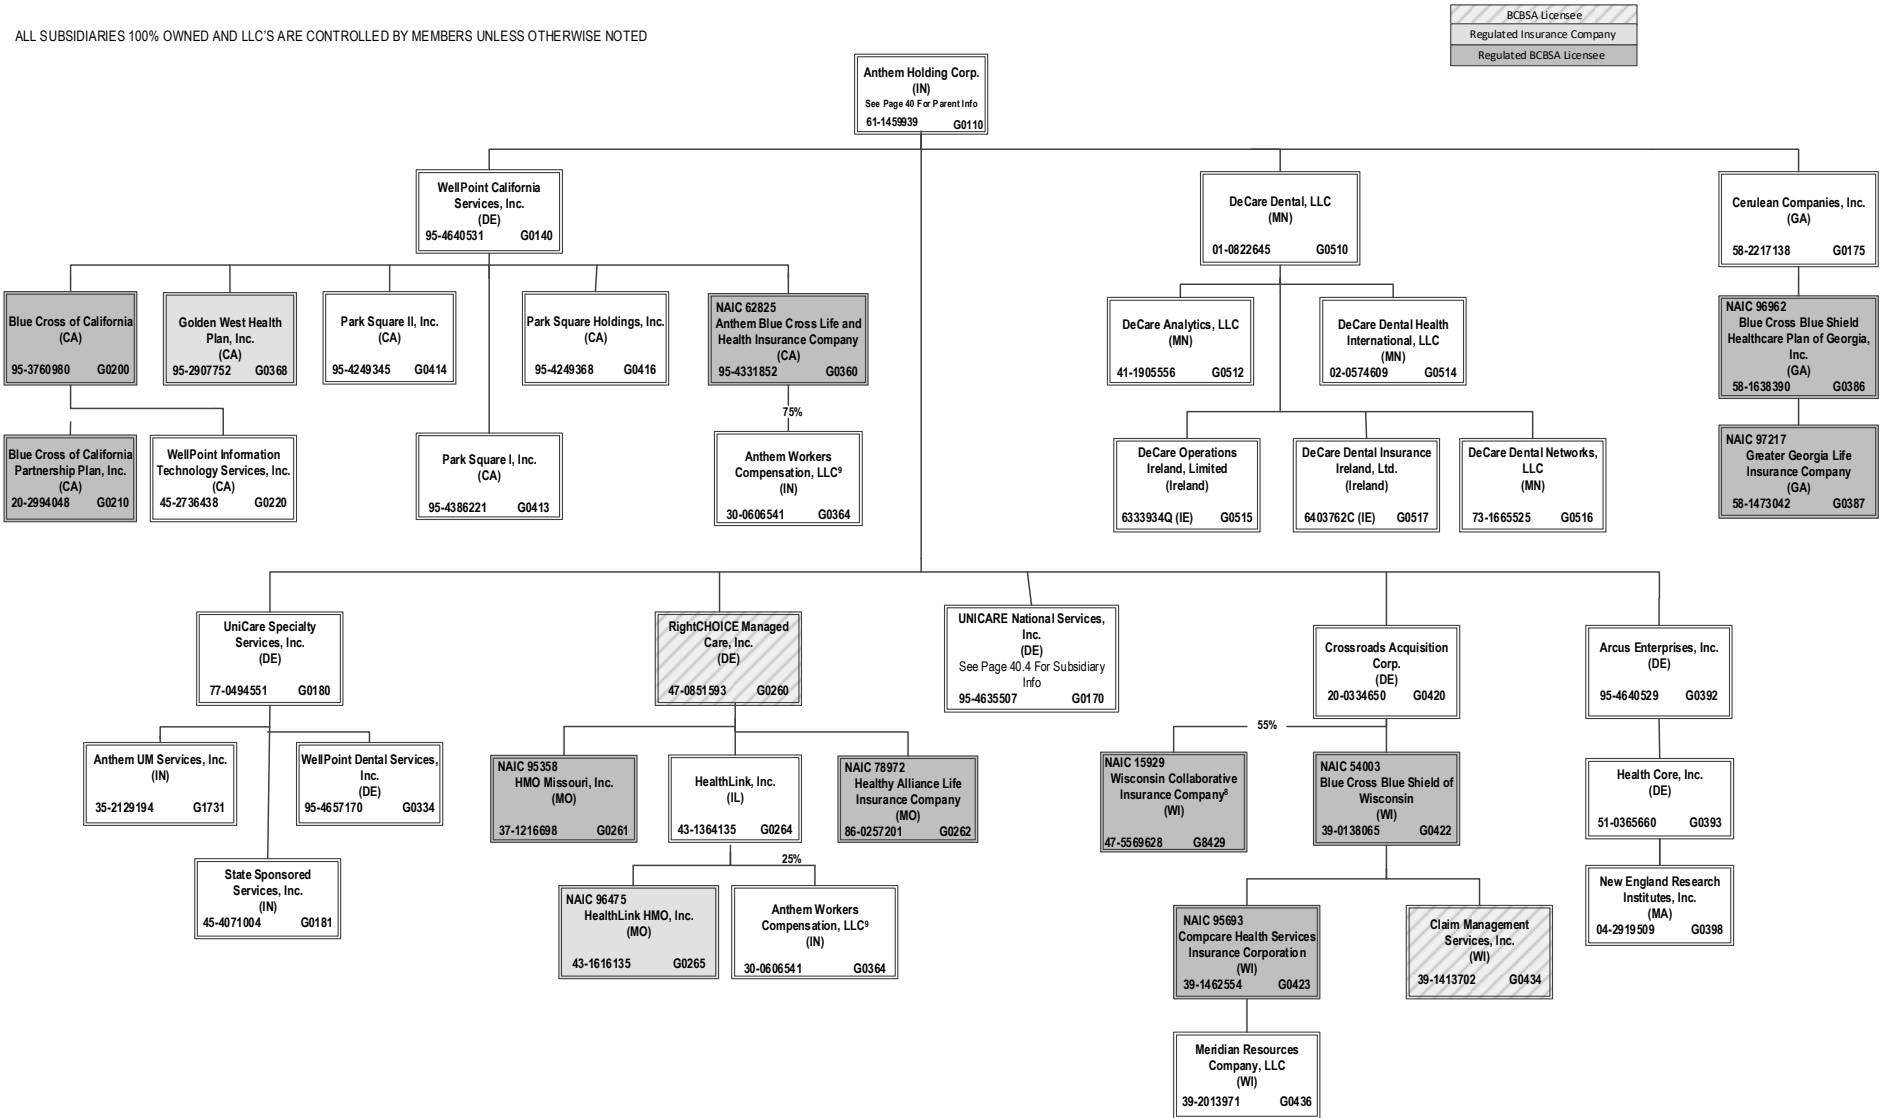 ALL SUBSIDIARIES 100% OWNED AND LLC'S ARE CONTROLLED BY MEMBERS UNLESS OTHERWISE NOTED
BCBSA Licensee
Regulated Insurance Company
Regulated BCBSA Licensee
Anthem Holding Corp.
(IN)
See Page 40 For Parent Info
61-1459939 G0110
WellPoint California
Services, Inc.
(DE)
95-4640531 G0140
DeCare Dental, LLC
(MN)
01-0822645 G0510
Cerulean Companies, Inc.
(GA)
58-2217138 G0175
Blue Cross of California
(CA)
95-3760980 G0200
Golden West Health
Plan, Inc.
(CA)
95-2907752 G0368
Park Square II, Inc.
(CA)
95-4249345 G0414
Park Square Holdings, Inc.
(CA)
95-4249368 G0416
NAIC 62825
Anthem Blue Cross Life and
Health Insurance Company
(CA)
95-4331852 G0360
DeCare Analytics, LLC
(MN)
41-1905556 G0512
DeCare Dental Health
International, LLC
(MN)
02-0574609 G0514
NAIC 96962
Blue Cross Blue Shield
Healthcare Plan of Georgia,
Inc.
(GA)
58-1638390 G0386
75%
Blue Cross of California
Partnership Plan, Inc.
(CA)
20-2994048 G0210
WellPoint Information
Technology Services, Inc.
(CA)
45-2736438 G0220
Park Square I, Inc.
(CA)
95-4386221 G0413
Anthem Workers
Compensation, LLC⁹
(IN)
30-0606541 G0364
DeCare Operations
Ireland, Limited
(Ireland)
6333934Q (IE) G0515
DeCare Dental Insurance
Ireland, Ltd.
(Ireland)
6403762C (IE) G0517
DeCare Dental Networks,
LLC
(MN)
73-1665525 G0516
NAIC 97217
Greater Georgia Life
Insurance Company
(GA)
58-1473042 G0387
UniCare Specialty
Services, Inc.
(DE)
77-0494551 G0180
RightCHOICE Managed
Care, Inc.
(DE)
47-0851593 G0260
UNICARE National Services,
Inc.
(DE)
See Page 40.4 For Subsidiary
Info
95-4635507 G0170
Crossroads Acquisition
Corp.
(DE)
20-0334650 G0420
Arcus Enterprises, Inc.
(DE)
95-4640529 G0392
55%
Anthem UM Services, Inc.
(IN)
35-2129194 G1731
WellPoint Dental Services,
Inc.
(DE)
95-4657170 G0334
NAIC 95358
HMO Missouri, Inc.
(MO)
37-1216698 G0261
HealthLink, Inc.
(IL)
43-1364135 G0264
NAIC 78972
Healthy Alliance Life
Insurance Company
(MO)
86-0257201 G0262
NAIC 15929
Wisconsin Collaborative
Insurance Company⁸
(WI)
47-5569628 G8429
NAIC 54003
Blue Cross Blue Shield of
Wisconsin
(WI)
39-0138065 G0422
Health Core, Inc.
(DE)
51-0365660 G0393
State Sponsored
Services, Inc.
(IN)
45-4071004 G0181
25%
NAIC 96475
HealthLink HMO, Inc.
(MO)
43-1616135 G0265
Anthem Workers
Compensation, LLC⁹
(IN)
30-0606541 G0364
NAIC 95693
Compcare Health Services
Insurance Corporation
(WI)
39-1462554 G0423
Claim Management
Services, Inc.
(WI)
39-1413702 G0434
New England Research
Institutes, Inc.
(MA)
04-2919509 G0398
Meridian Resources
Company, LLC
(WI)
39-2013971 G0436